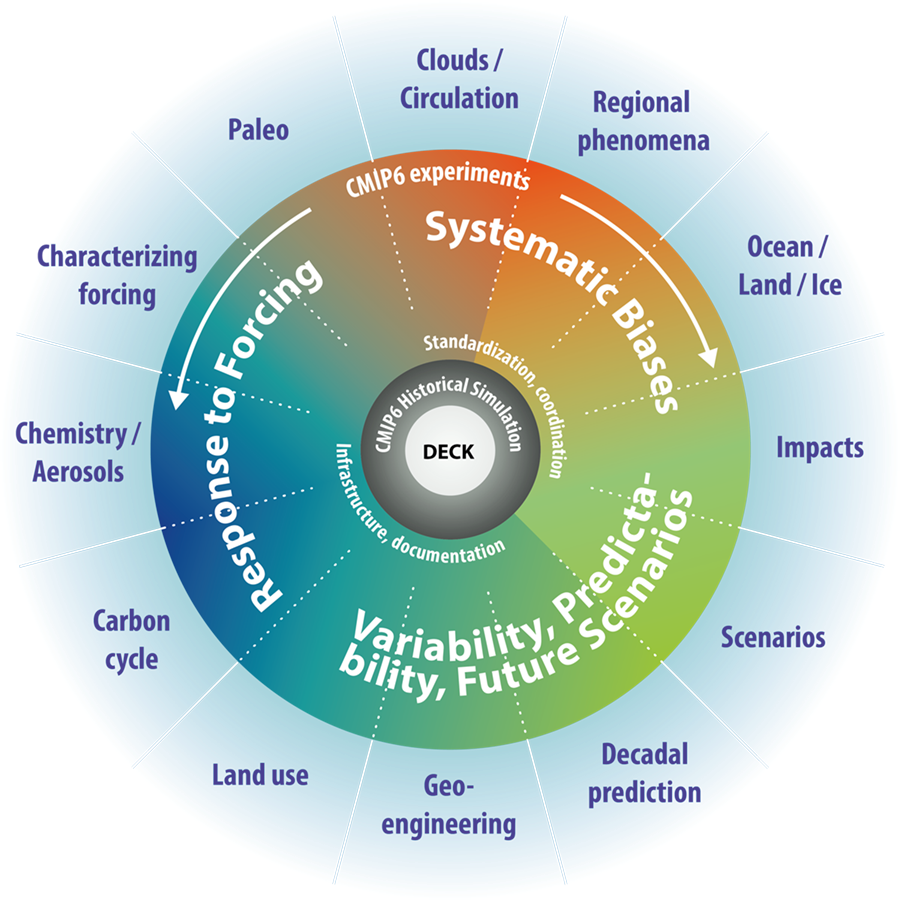 Clouds /
Circulation
Regional
phenomena
Ocean /
Land / Ice
Impacts
Scenarios
Decadal
prediction
Geo-
engineering
Land use
Carbon
cycle
Chemistry /
Aerosols
Characterizing
forcing
Paleo
CMIP6 experiments
Systematic Biases
Variability, Predicta-
bility, Future Scenarios
Response to Forcing
Standardization, coordination
Infrastructure, documentation
CMIP6 Historical Simulation
DECK